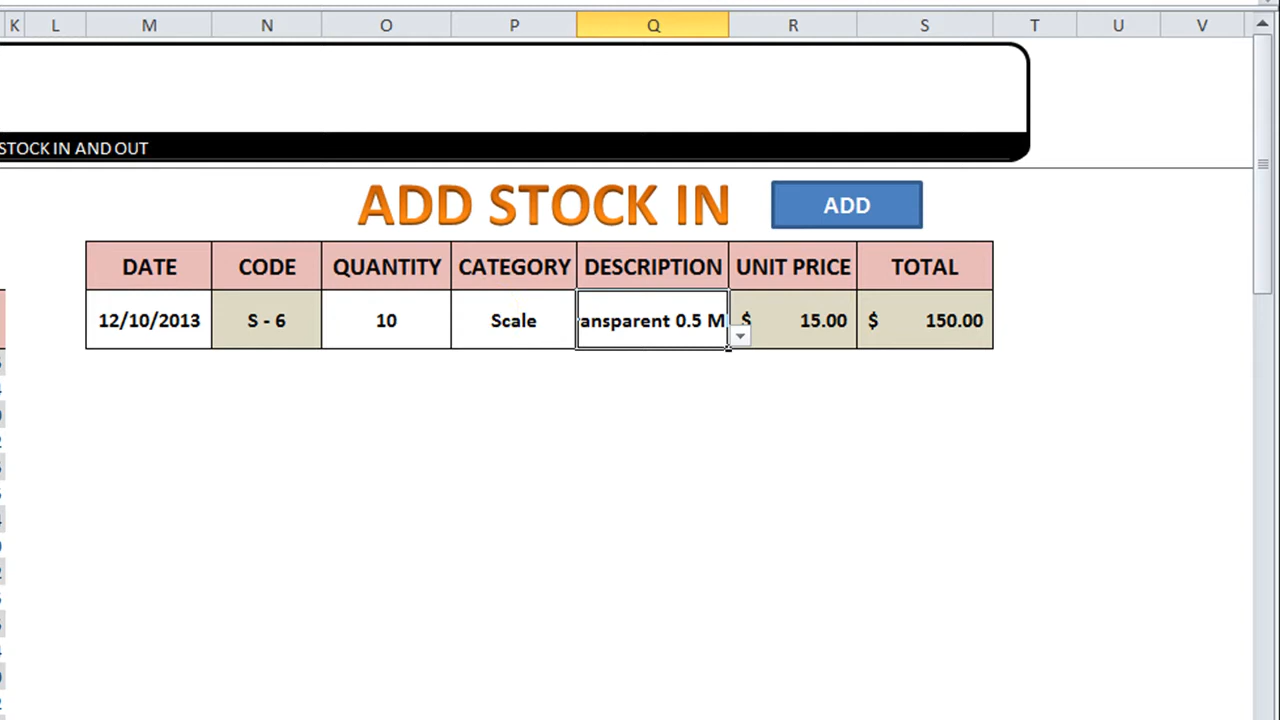 K L M N O P Q R S T U V
STOCK IN AND OUT
ADD STOCK IN ADD
DATE CODE QUANTITY CATEGORY DESCRIPTION UNIT PRICE TOTAL
12/10/2013 S - 6 10 Scale ansparent 0.5 M $ 15.00 $ 150.00